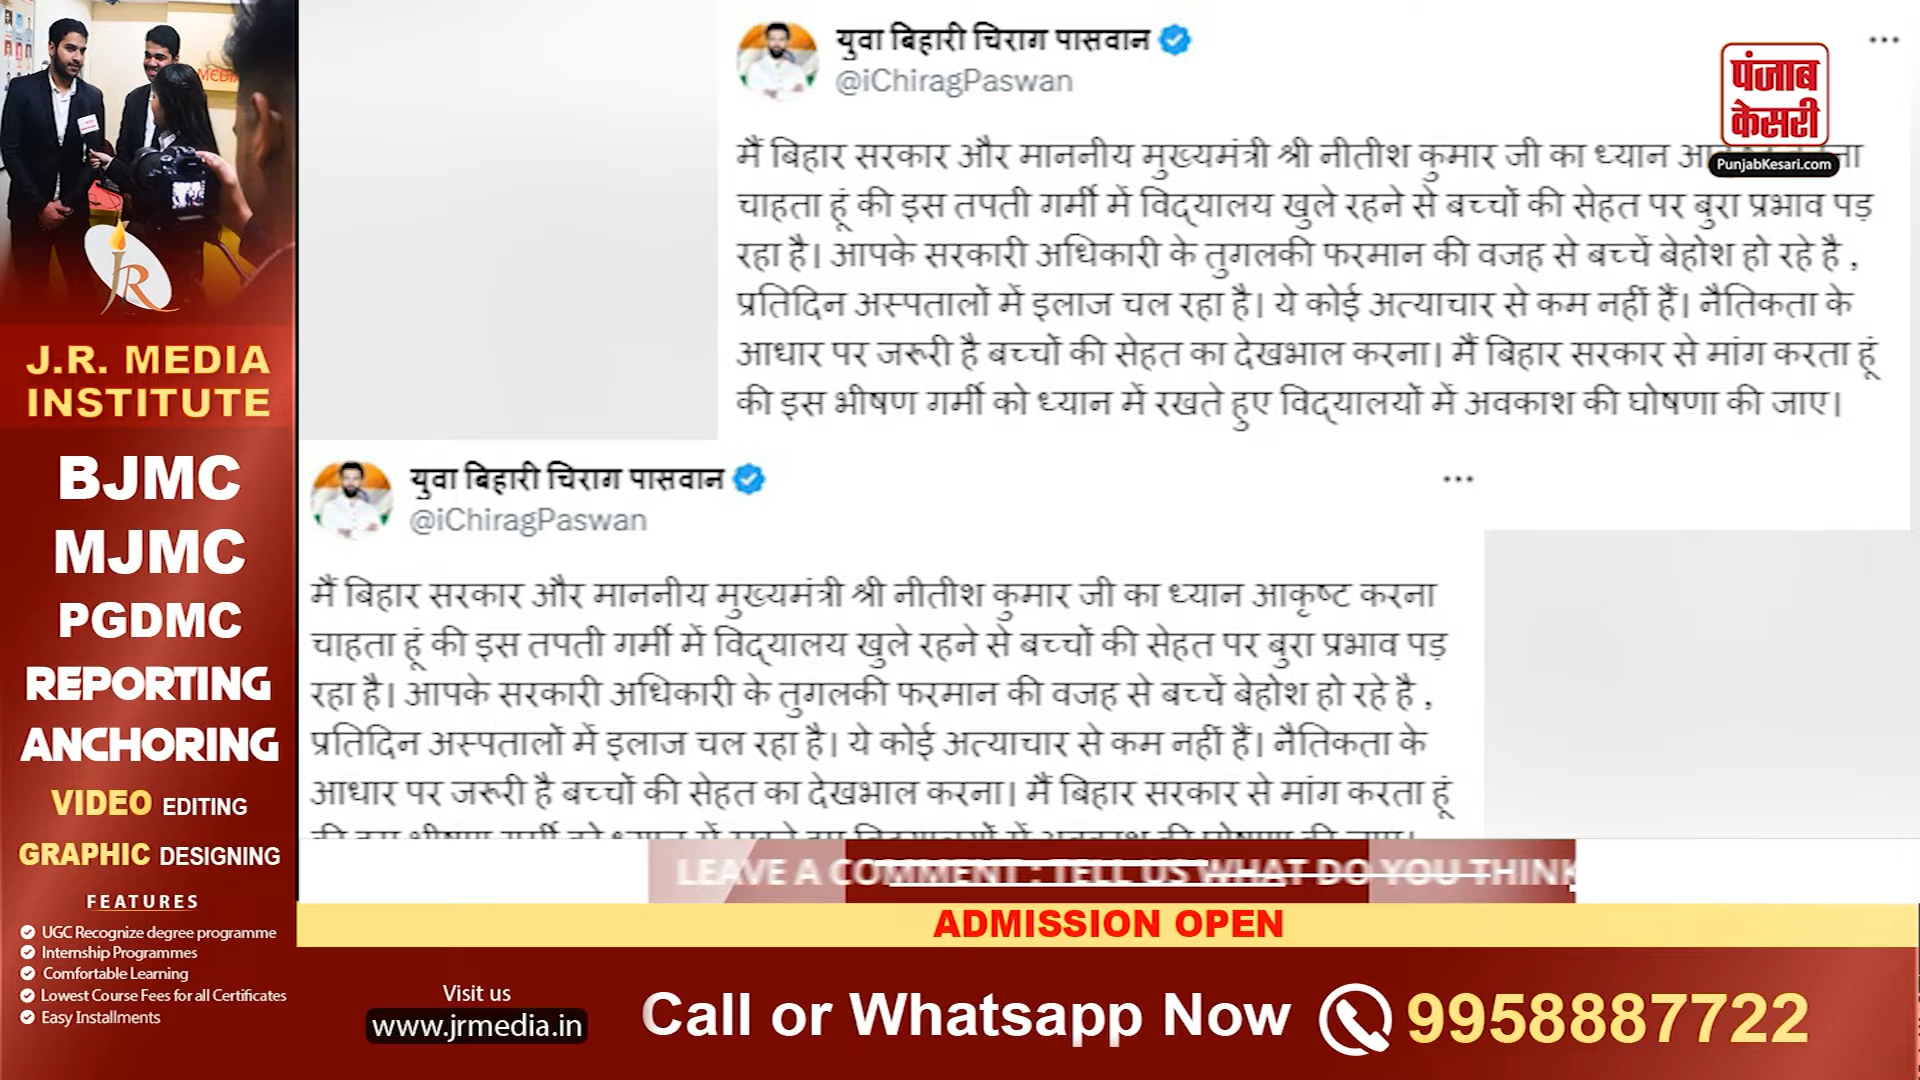 युवा बिहारी चिराग पासवान
@iChiragPaswan
पंजाब
केसरी
PunjabKesari.com
मैं बिहार सरकार और माननीय मुख्यमंत्री श्री नीतीश कुमार जी का ध्यान
चाहता हूं की इस तपती गर्मी में विद्यालय खुले रहने से बच्चों की सेहत पर बुरा प्रभाव पड़
रहा है। आपके सरकारी अधिकारी के तुगलकी फरमान की वजह से बच्चें बेहोश हो रहे है ,
प्रतिदिन अस्पतालों में इलाज चल रहा है। ये कोई अत्याचार से कम नहीं हैं। नैतिकता के
आधार पर जरूरी है बच्चों की सेहत का देखभाल करना। मैं बिहार सरकार से मांग करता हूं
की इस भीषण गर्मी को ध्यान में रखते हुए विद्यालयों में अवकाश की घोषणा की जाए।
युवा बिहारी चिराग पासवान
@iChiragPaswan
मैं बिहार सरकार और माननीय मुख्यमंत्री श्री नीतीश कुमार जी का ध्यान आकृष्ट करना
चाहता हूं की इस तपती गर्मी में विद्यालय खुले रहने से बच्चों की सेहत पर बुरा प्रभाव पड़
रहा है। आपके सरकारी अधिकारी के तुगलकी फरमान की वजह से बच्चें बेहोश हो रहे है ,
प्रतिदिन अस्पतालों में इलाज चल रहा है। ये कोई अत्याचार से कम नहीं हैं। नैतिकता के
आधार पर जरूरी है बच्चों की सेहत का देखभाल करना। मैं बिहार सरकार से मांग करता हूं
LEAVE A COMMENT : TELL US WHAT DO YOU THINK
JR
J.R. MEDIA
INSTITUTE
BJMC
MJMC
PGDMC
REPORTING
ANCHORING
VIDEO EDITING
GRAPHIC DESIGNING
FEATURES
UGC Recognize degree programme
Internship Programmes
Comfortable Learning
Lowest Course Fees for all Certificates
Easy Installments
ADMISSION OPEN
Visit us
www.jrmedia.in
Call or Whatsapp Now
9958887722